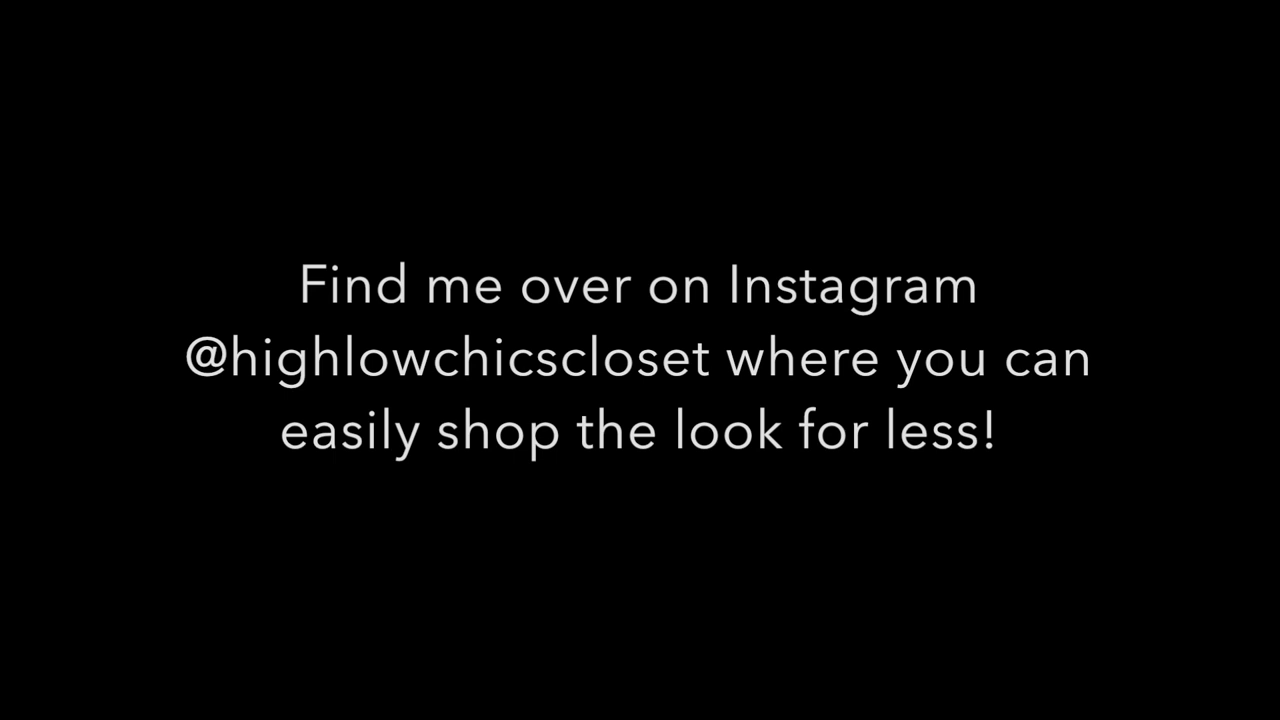 Find me over on Instagram
@highlowchicscloset where you can
easily shop the look for less!